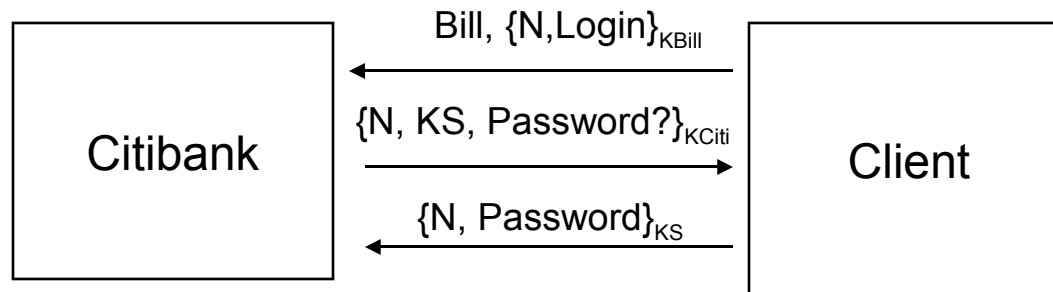 Bill, {N,Login}KBill
{N, KS, Password?}KCiti
Citibank
Client
{N, Password}KS